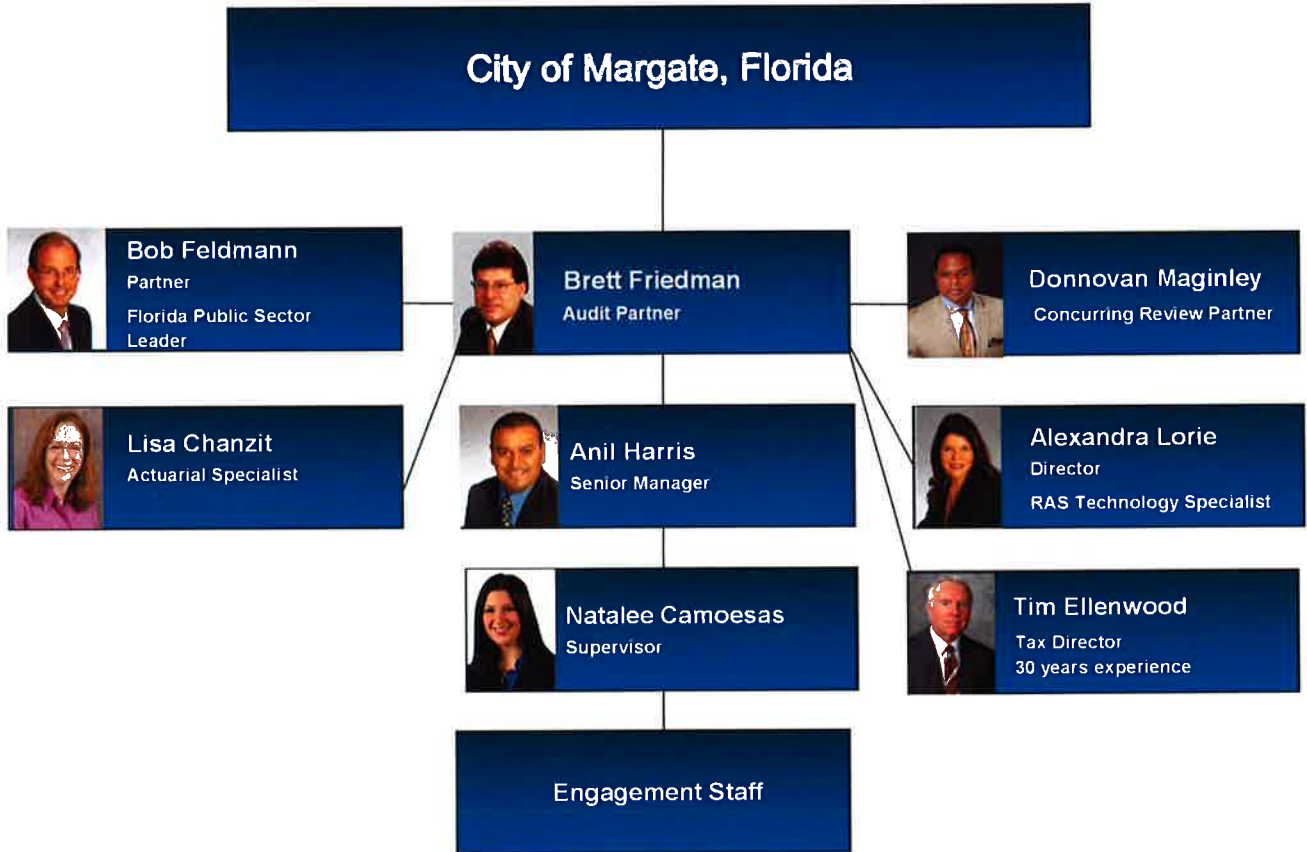 City of Margate, Florida
Bob Feldmann
Partner
Florida Public Sector
Leader
Brett Friedman
Audit Partner
Donnovan Maginley
Concurring Review Partner
Lisa Chanzit
Actuarial Specialist
Anil Harris
Senior Manager
Alexandra Lorie
Director
RAS Technology Specialist
Natalee Camoesas
Supervisor
Tim Ellenwood
Tax Director
30 years experience
Engagement Staff